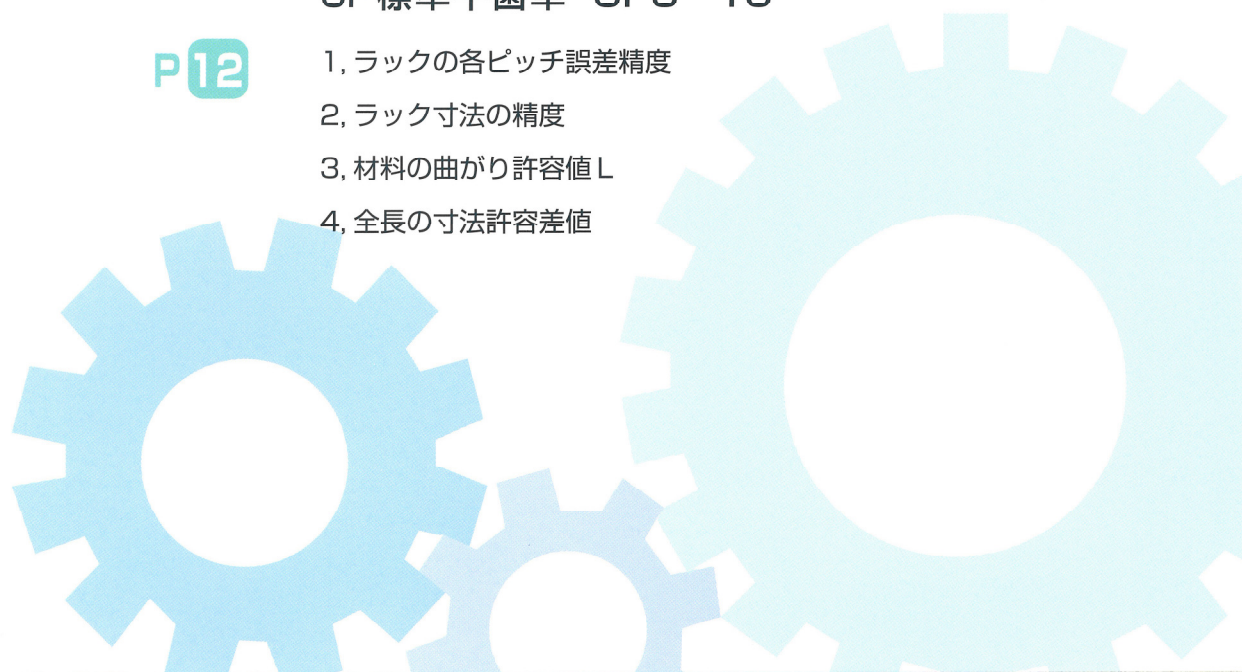 P12
1, ラックの各ピッチ誤差精度
2, ラック寸法の精度
3, 材料の曲がり許容値L
4, 全長の寸法許容差値